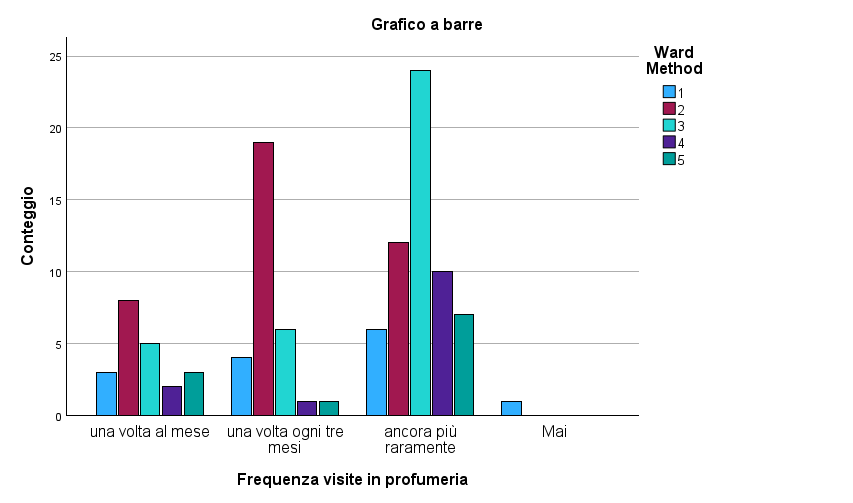 Grafico a barre
Ward
Method
1
2
3
4
5
Conteggio
25
20
15
10
5
0
una volta al mese
una volta ogni tre
mesi
ancora più
raramente
Mai
Frequenza visite in profumeria